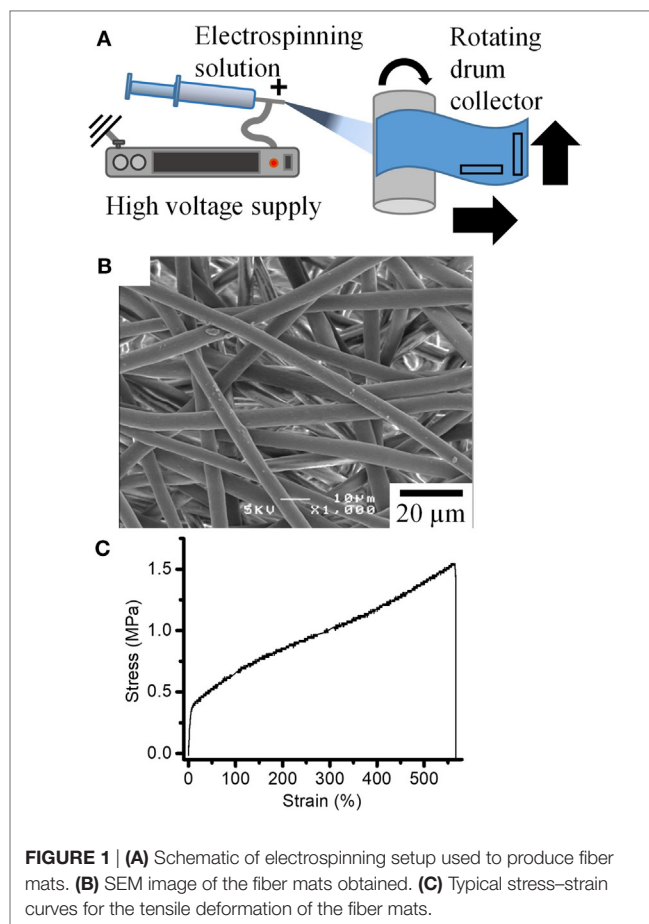 A
Electrospinning
solution
+
Rotating
drum
collector
High voltage supply
B
5KV
10μm
X1,000
20 μm
C
Stress (MPa)
1.5
1.0
0.5
0.0
0 100 200 300 400 500
Strain (%)
FIGURE 1 | (A) Schematic of electrospinning setup used to produce fiber
mats. (B) SEM image of the fiber mats obtained. (C) Typical stress–strain
curves for the tensile deformation of the fiber mats.